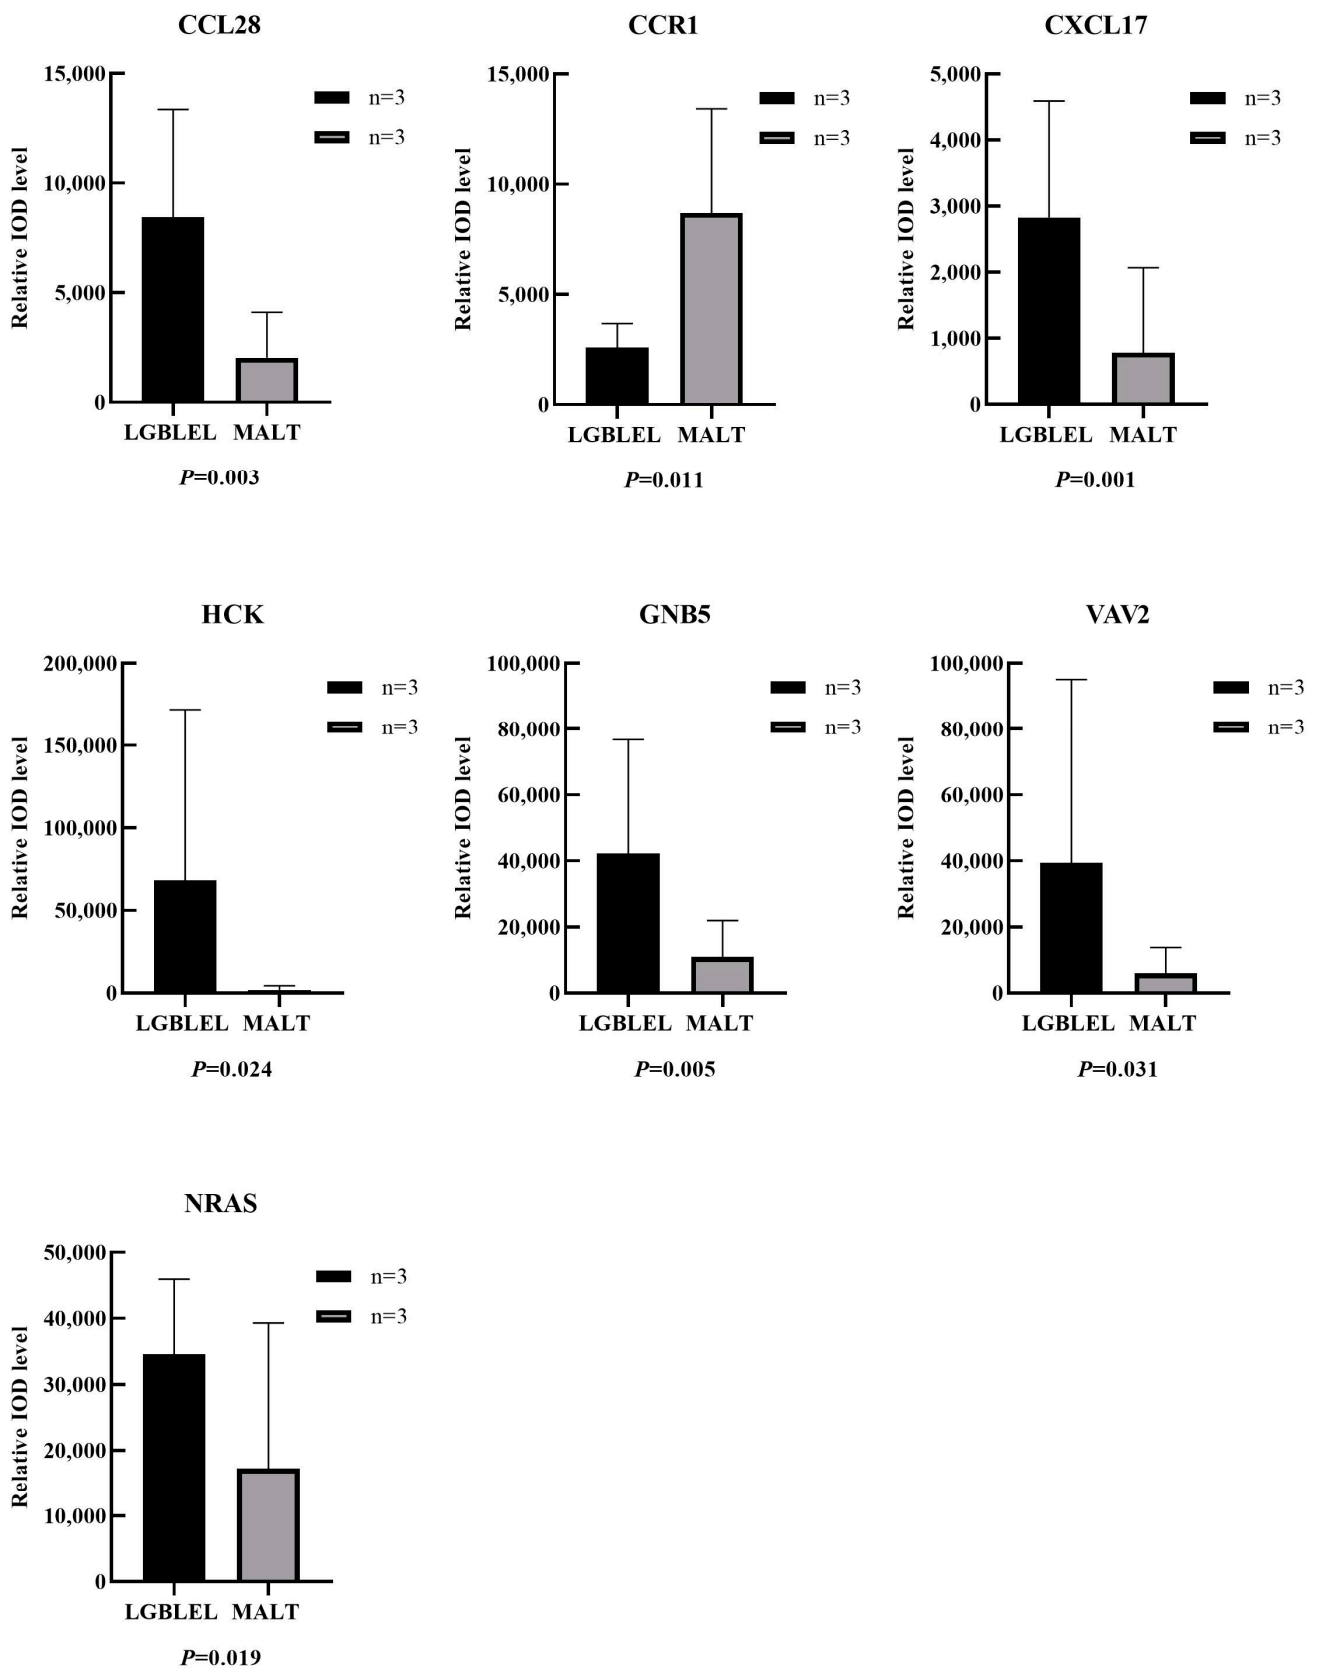 CCL28
Relative IOD level
15,000
10,000
5,000
0
n=3
n=3
LGBLEL MALT
P=0.003
CCR1
Relative IOD level
15,000
10,000
5,000
0
n=3
n=3
LGBLEL MALT
P=0.011
CXCL17
Relative IOD level
5,000
4,000
3,000
2,000
1,000
0
n=3
n=3
LGBLEL MALT
P=0.001
HCK
Relative IOD level
200,000
150,000
100,000
50,000
0
n=3
n=3
LGBLEL MALT
P=0.024
GNB5
Relative IOD level
100,000
80,000
60,000
40,000
20,000
0
n=3
n=3
LGBLEL MALT
P=0.005
VAV2
Relative IOD level
100,000
80,000
60,000
40,000
20,000
0
n=3
n=3
LGBLEL MALT
P=0.031
NRAS
Relative IOD level
50,000
40,000
30,000
20,000
10,000
0
n=3
n=3
LGBLEL MALT
P=0.019